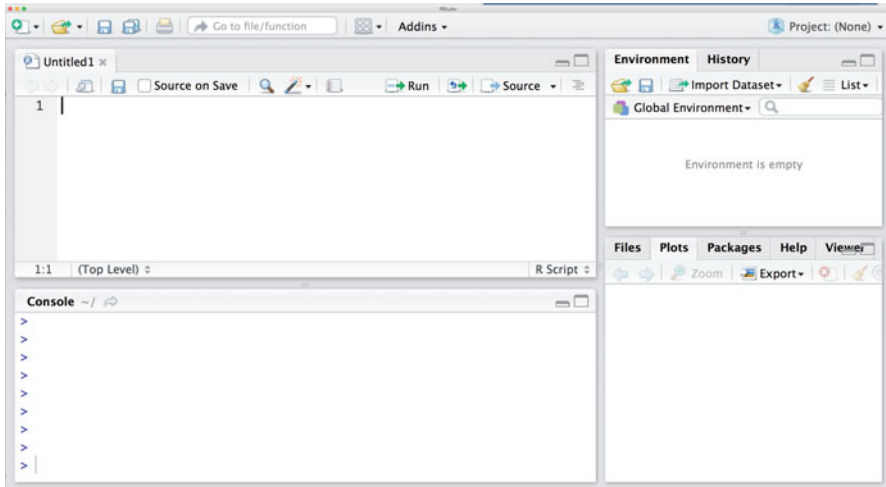 RStudio
Go to file/function Addins Project: (None)
Untitled1
Source on Save Run Source
1
1:1 (Top Level) R Script
Console ~/
>
>
>
>
>
>
>
>
>
Environment History
Import Dataset List
Global Environment
Environment is empty
Files Plots Packages Help Viewer
Zoom Export